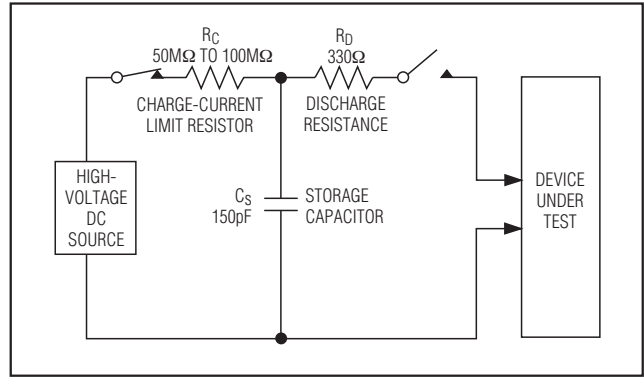 R_C
50MΩ TO 100MΩ
CHARGE-CURRENT
LIMIT RESISTOR
R_D
330Ω
DISCHARGE
RESISTANCE
HIGH-
VOLTAGE
DC
SOURCE
C_S
150pF
STORAGE
CAPACITOR
DEVICE
UNDER
TEST